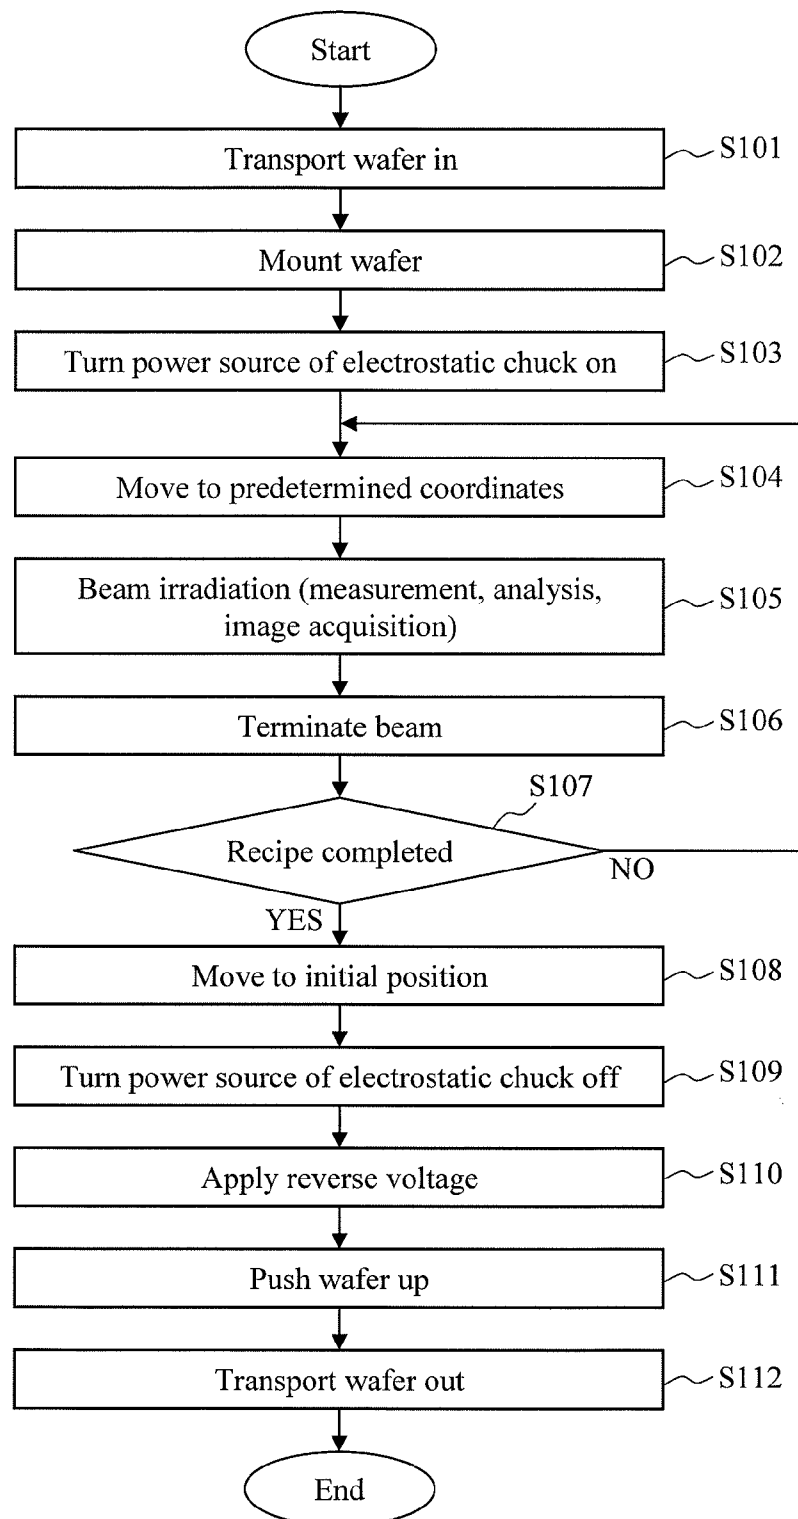 Start
Transport wafer in
S101
Mount wafer
S102
Turn power source of electrostatic chuck on
S103
Move to predetermined coordinates
S104
Beam irradiation (measurement, analysis,
image acquisition)
S105
Terminate beam
S106
S107
Recipe completed
NO
YES
Move to initial position
S108
Turn power source of electrostatic chuck off
S109
Apply reverse voltage
S110
Push wafer up
S111
Transport wafer out
S112
End